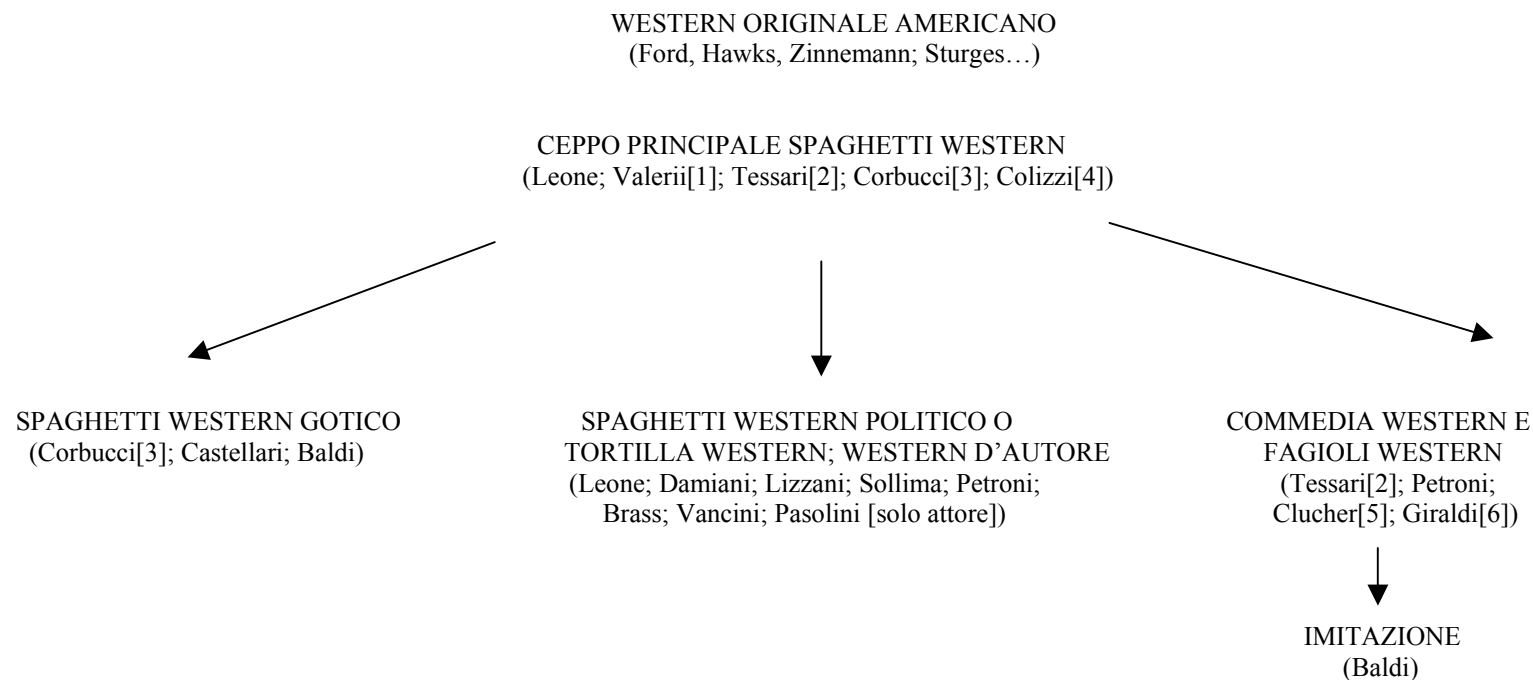 WESTERN ORIGINALE AMERICANO
(Ford, Hawks, Zinnemann; Sturges…)
CEPPO PRINCIPALE SPAGHETTI WESTERN
(Leone; Valerii[1]; Tessari[2]; Corbucci[3]; Colizzi[4])
SPAGHETTI WESTERN GOTICO
(Corbucci[3]; Castellari; Baldi)
SPAGHETTI WESTERN POLITICO O
TORTILLA WESTERN; WESTERN D’AUTORE
(Leone; Damiani; Lizzani; Sollima; Petroni;
Brass; Vancini; Pasolini [solo attore])
COMMEDIA WESTERN E
FAGIOLI WESTERN
(Tessari[2]; Petroni;
Clucher[5]; Giraldi[6])
IMITAZIONE
(Baldi)